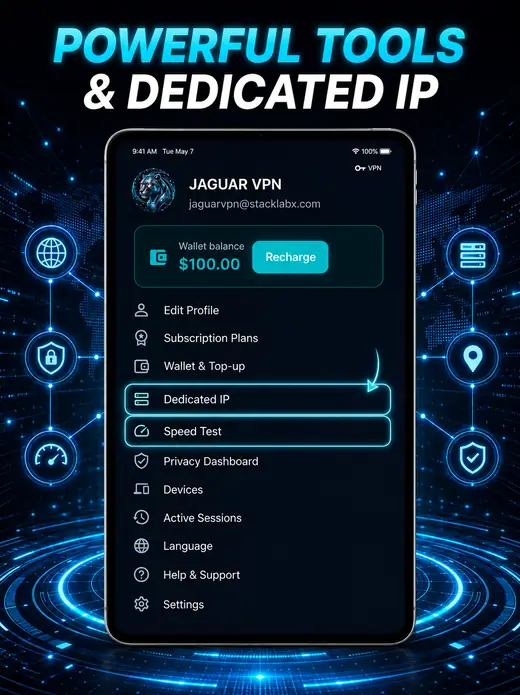 POWERFUL TOOLS
& DEDICATED IP
9:41 AM Tue May 7
100%
VPN
JAGUAR VPN
jaguarvpn@stacklabx.com
Wallet balance
$100.00
Recharge
Edit Profile
Subscription Plans
Wallet & Top-up
Dedicated IP
Speed Test
Privacy Dashboard
Devices
Active Sessions
Language
Help & Support
Settings